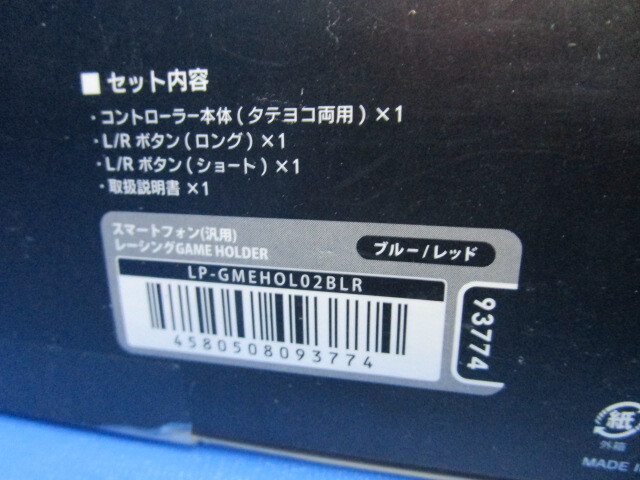 ■ セット内容
・コントローラー本体(タテヨコ両用)×1
・L/R ボタン(ロング)×1
・L/R ボタン(ショート)×1
・取扱説明書 ×1
スマートフォン(汎用)
レーシングGAME HOLDER
ブルー/レッド
LP-GMEHOL02BLR
4580508093774
93774
紙
外箱
MADE I